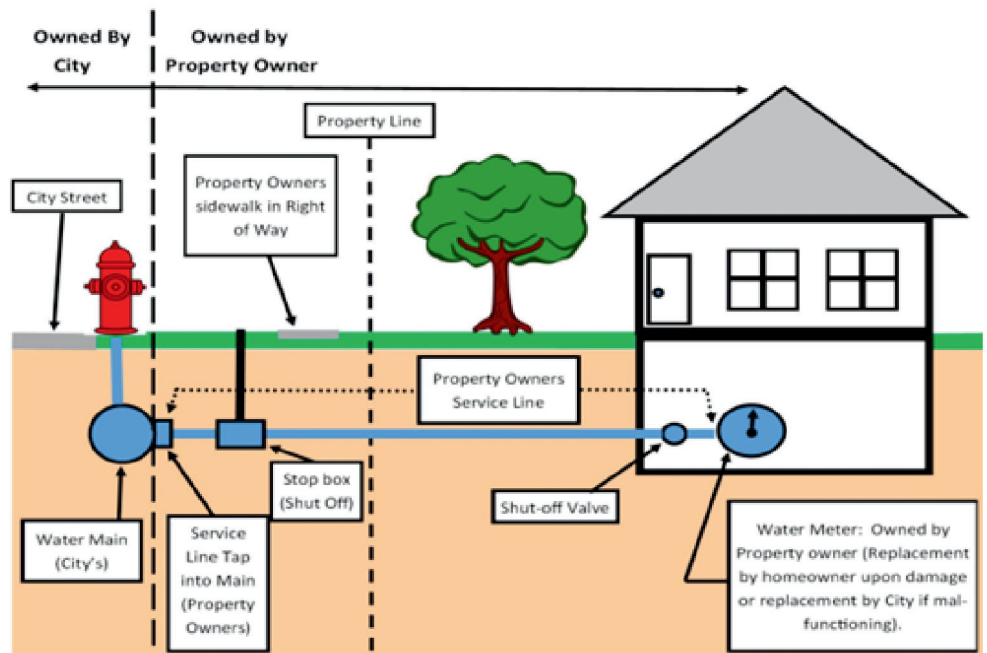 Owned By
City
Owned by
Property Owner
Property Line
City Street
Property Owners
sidewalk in Right
of Way
Property Owners
Service Line
Stop box
(Shut Off)
Shut-off Valve
Water Main
(City's)
Service
Line Tap
into Main
(Property
Owners)
Water Meter: Owned by
Property owner (Replacement
by homeowner upon damage
or replacement by City if mal-
functioning).